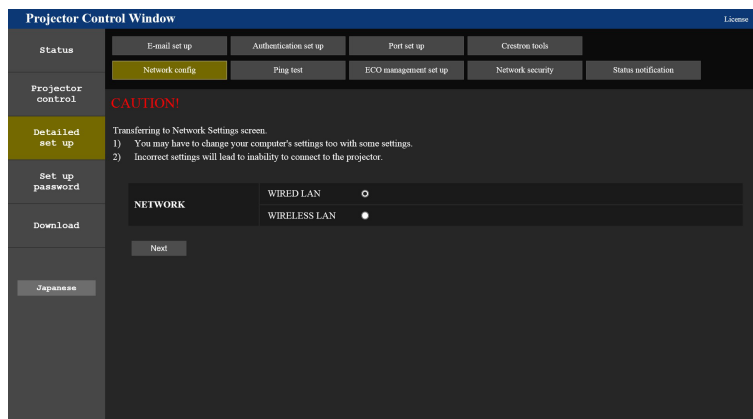 Projector Control Window
License
Status
Projector
control
Detailed
set up
Set up
password
Download
Japanese
E-mail set up
Authentication set up
Port set up
Crestron tools
Network config
Ping test
ECO management set up
Network security
Status notification
CAUTION!
Transferring to Network Settings screen.
1) You may have to change your computer's settings too with some settings.
2) Incorrect settings will lead to inability to connect to the projector.
NETWORK
WIRED LAN
WIRELESS LAN
Next